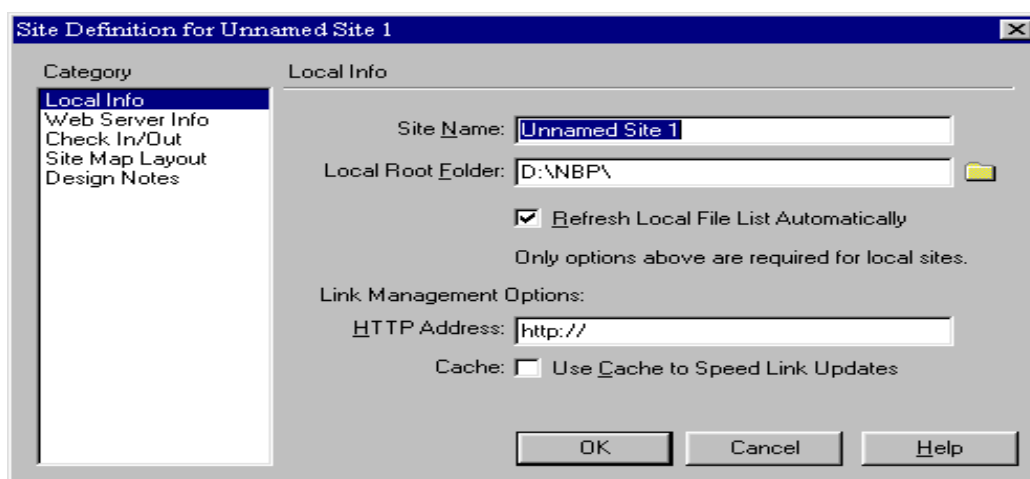 Site Definition for Unnamed Site 1
Category
Local Info
Web Server Info
Check In/Out
Site Map Layout
Design Notes
Local Info
Site Name: Unnamed Site 1
Local Root Folder: D:\NBP\
Refresh Local File List Automatically
Only options above are required for local sites.
Link Management Options:
HTTP Address: http://
Cache: Use Cache to Speed Link Updates
OK Cancel Help